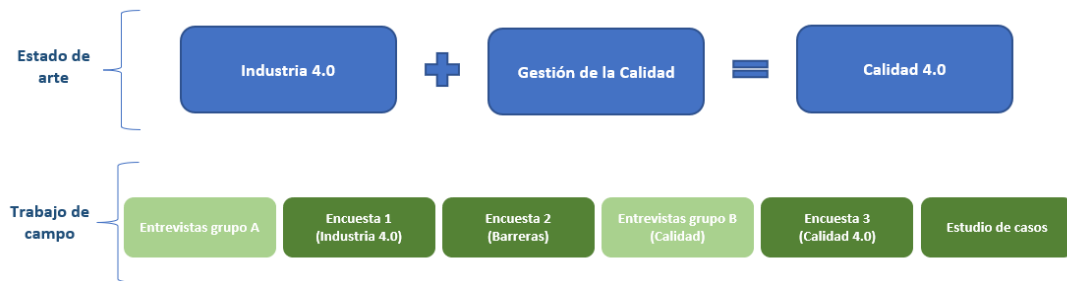 Estado de
arte
Industria 4.0
Gestión de la Calidad
Calidad 4.0
Trabajo de
campo
Entrevistas grupo A
Encuesta 1
(Industria 4.0)
Encuesta 2
(Barreras)
Entrevistas grupo B
(Calidad)
Encuesta 3
(Calidad 4.0)
Estudio de casos